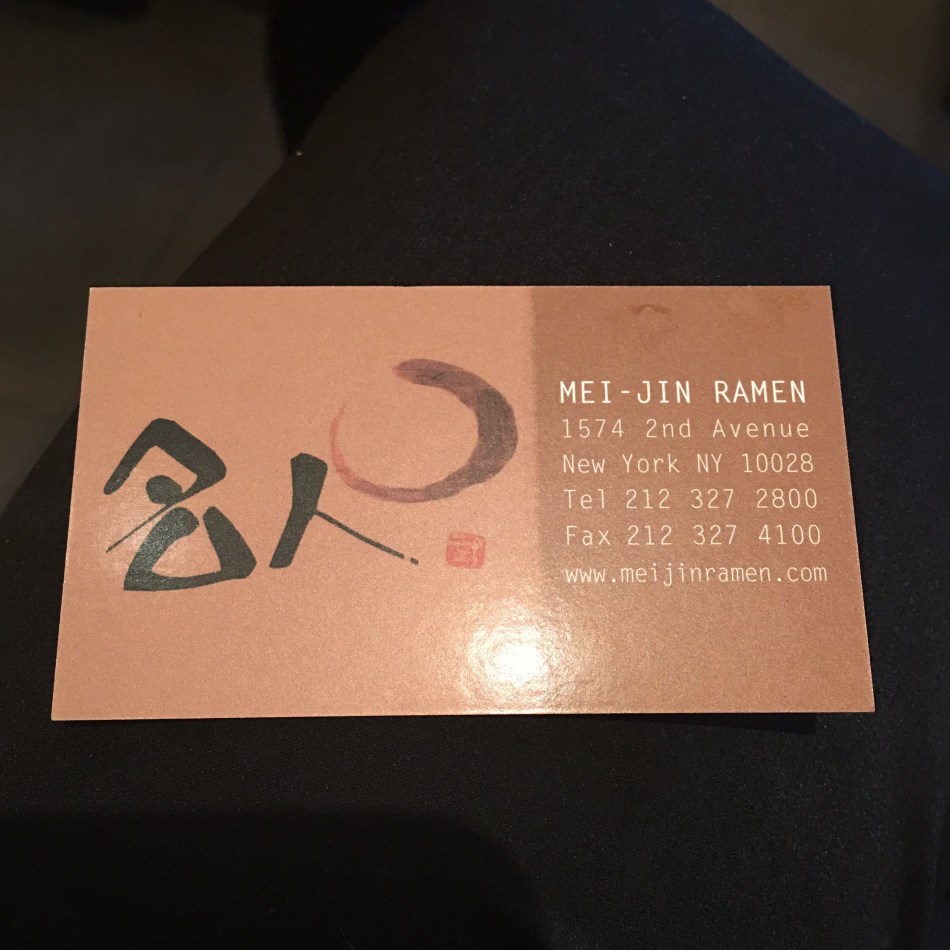 名人
MEI-JIN RAMEN
1574 2nd Avenue
New York NY 10028
Tel 212 327 2800
Fax 212 327 4100
www.meijinramen.com